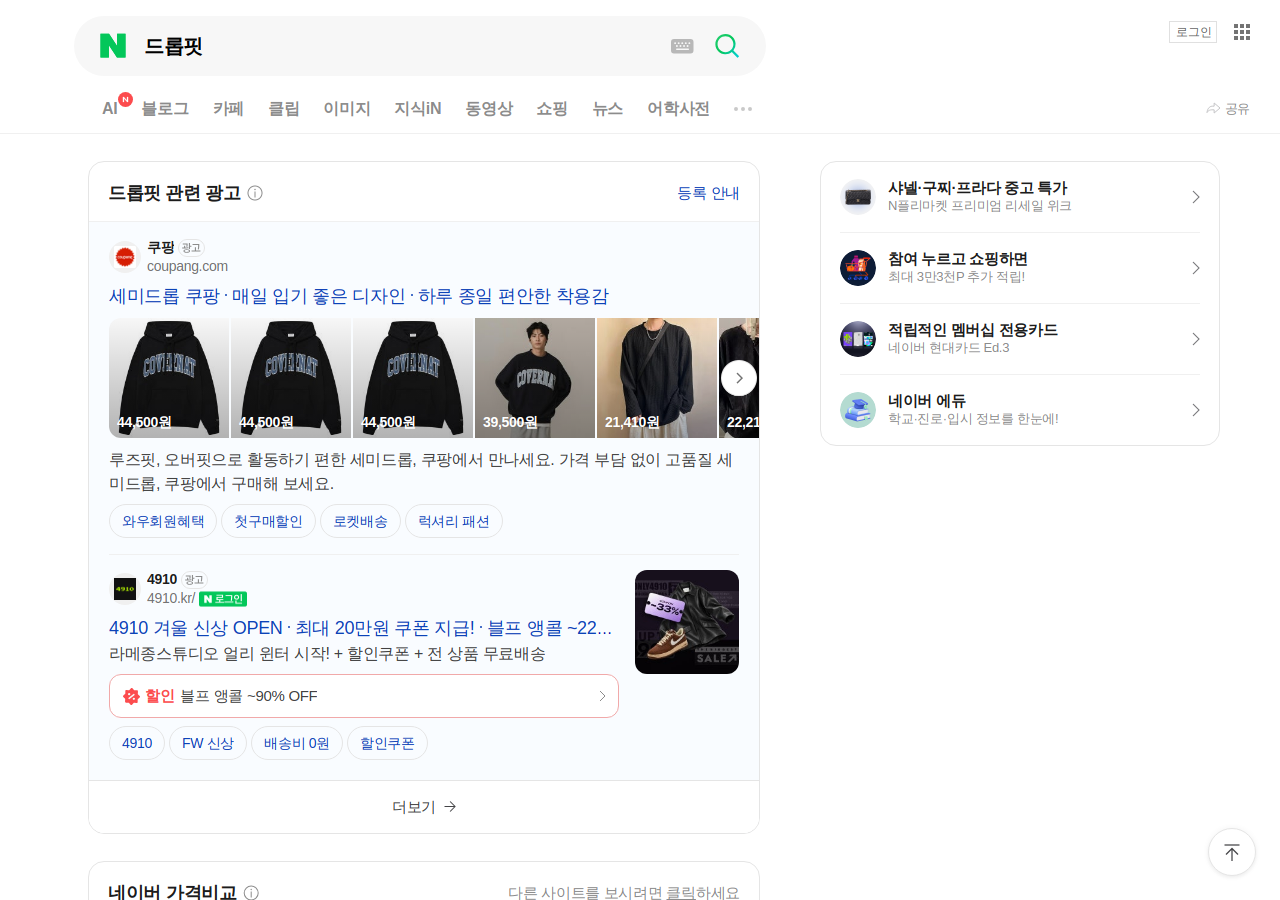 드롭핏
로그인
AI N 블로그 카페 클립 이미지 지식iN 동영상 쇼핑 뉴스 어학사전
공유
드롭핏 관련 광고
등록 안내
쿠팡 광고
coupang.com
세미드롭 쿠팡 · 매일 입기 좋은 디자인 · 하루 종일 편안한 착용감
44,500원 44,500원 44,500원 39,500원 21,410원 22,21
루즈핏, 오버핏으로 활동하기 편한 세미드롭, 쿠팡에서 만나세요. 가격 부담 없이 고품질 세
미드롭, 쿠팡에서 구매해 보세요.
와우회원혜택 첫구매할인 로켓배송 럭셔리 패션
4910
4910 광고
4910.kr/ N 로그인
4910 겨울 신상 OPEN · 최대 20만원 쿠폰 지급! · 블프 앵콜 ~22...
라메종스튜디오 얼리 윈터 시작! + 할인쿠폰 + 전 상품 무료배송
-33%
SALE
할인 블프 앵콜 ~90% OFF
4910 FW 신상 배송비 0원 할인쿠폰
더보기
네이버 가격비교
다른 사이트를 보시려면 클릭하세요
샤넬·구찌·프라다 중고 특가
N플리마켓 프리미엄 리세일 위크
참여 누르고 쇼핑하면
최대 3만3천P 추가 적립!
적립적인 멤버십 전용카드
네이버 현대카드 Ed.3
네이버 에듀
학교·진로·입시 정보를 한눈에!